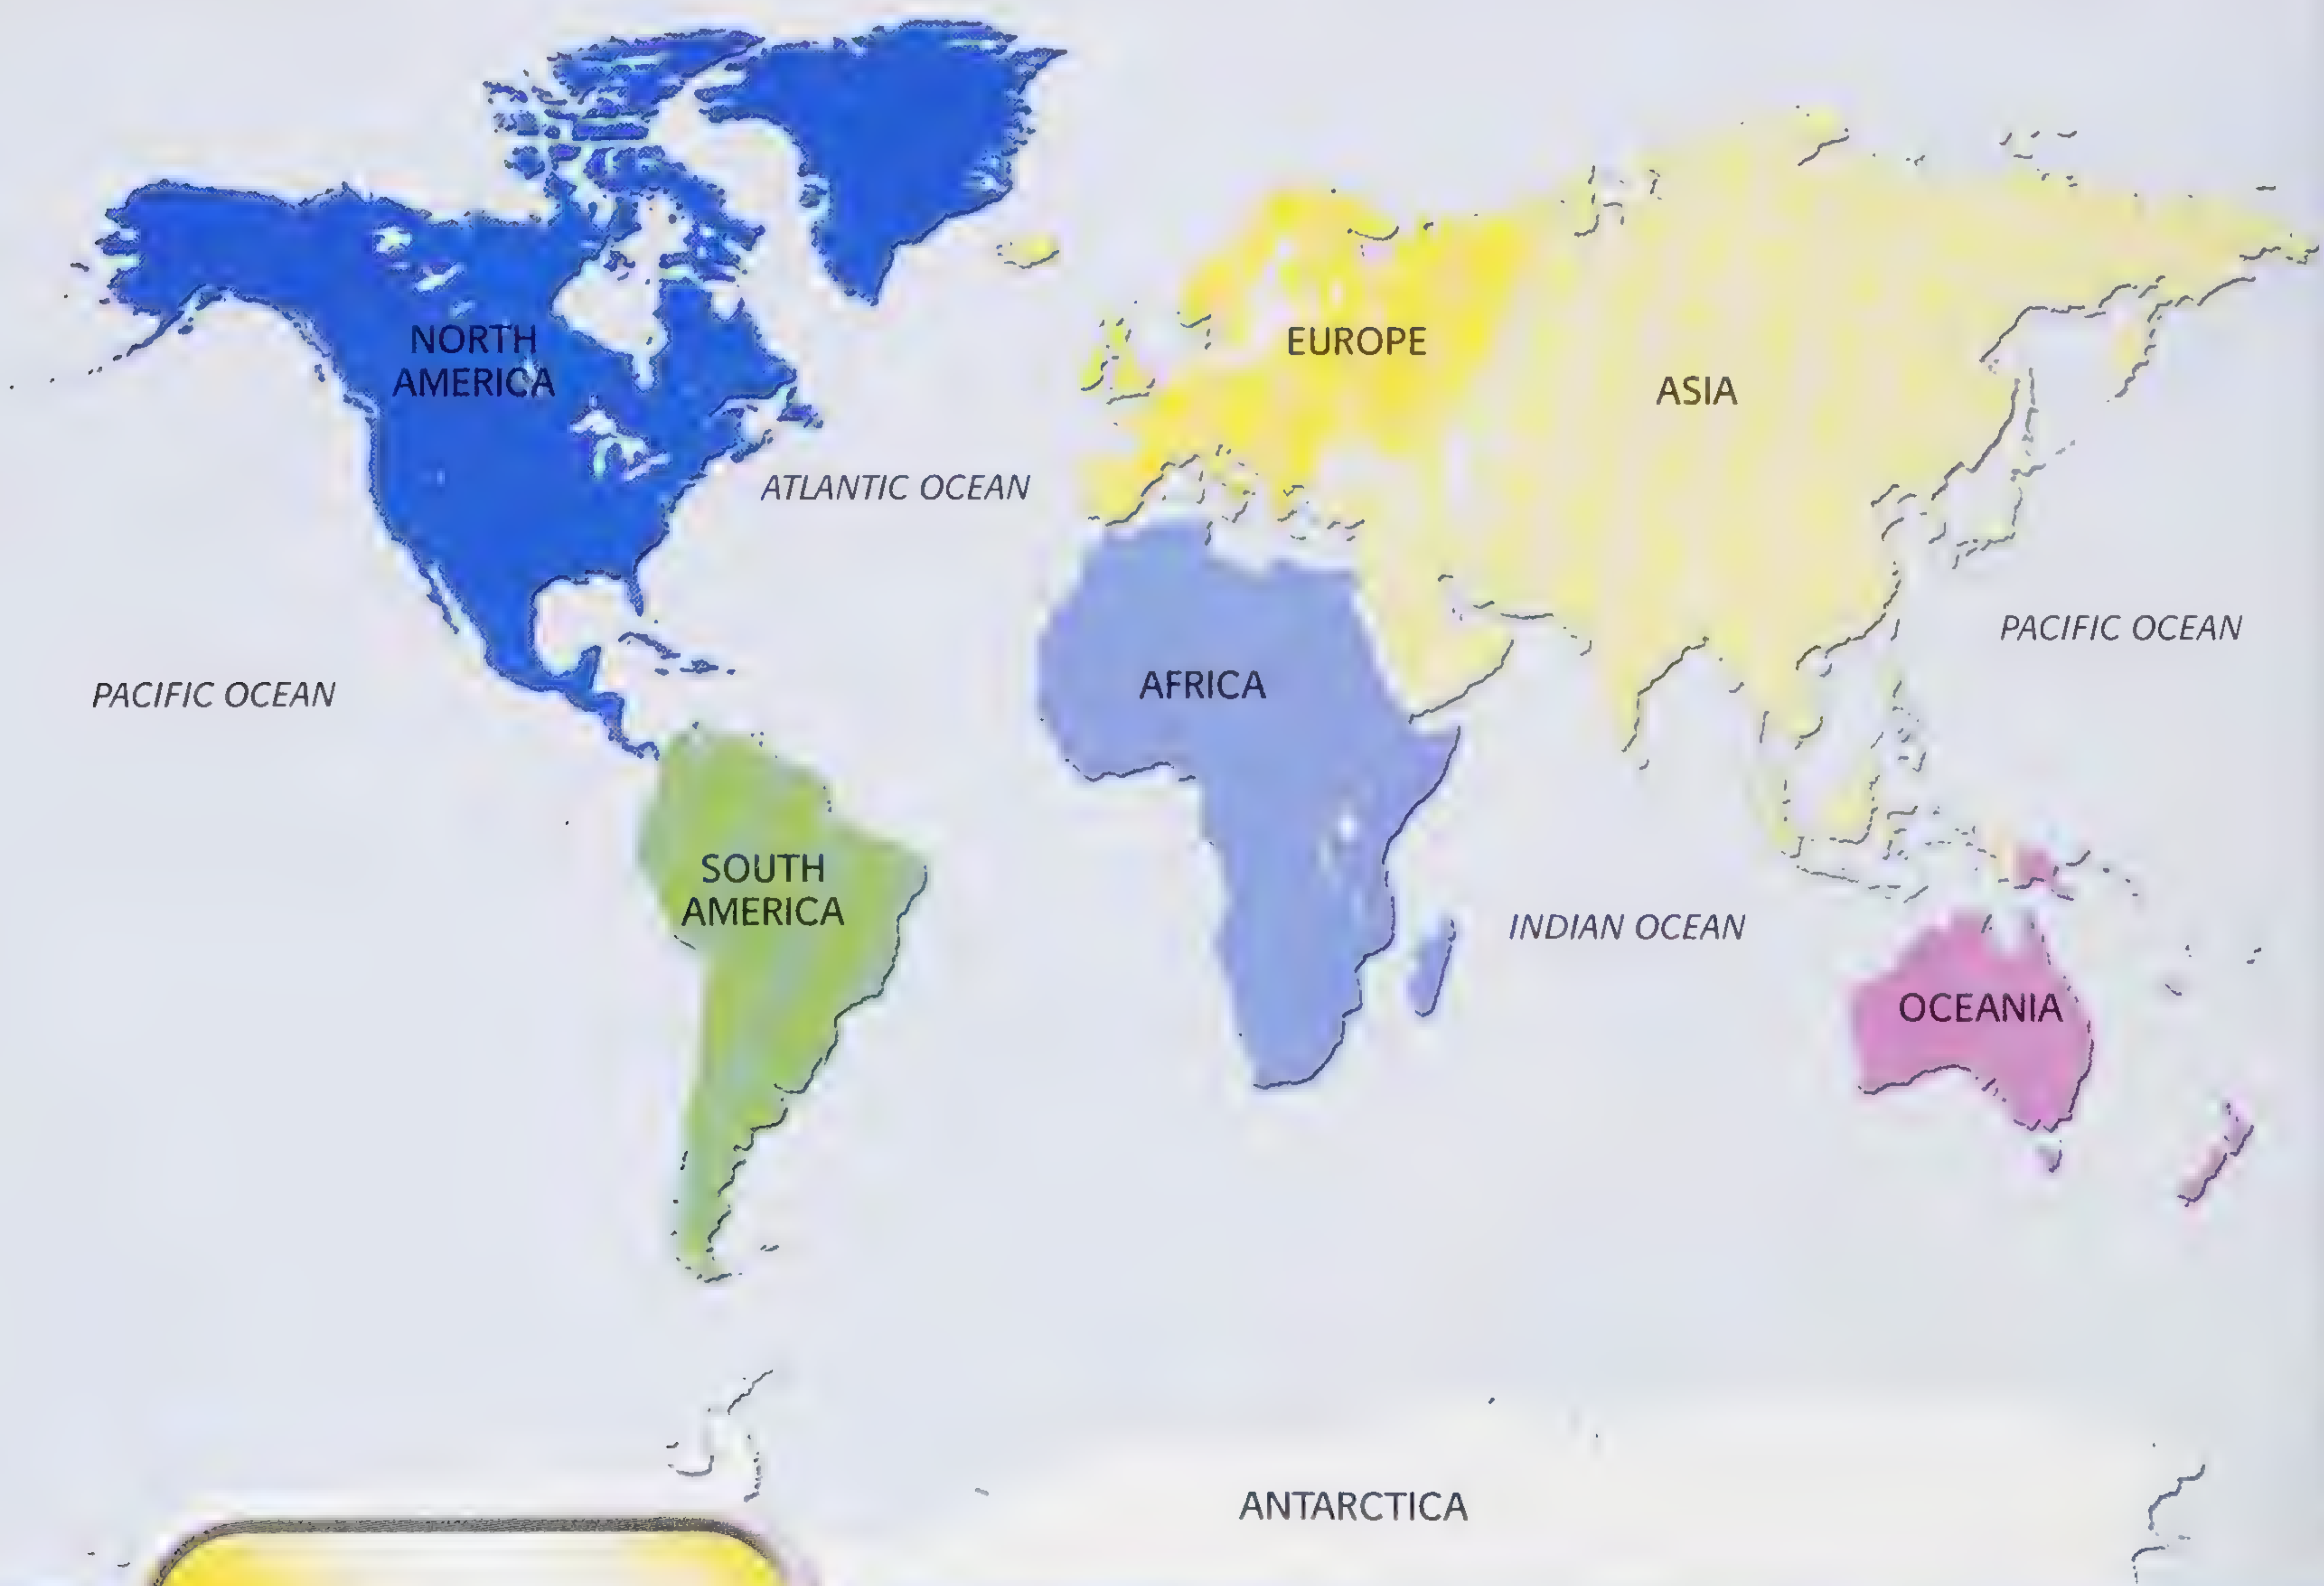 NORTH
AMERICA
EUROPE
ASIA
ATLANTIC OCEAN
PACIFIC OCEAN
AFRICA
PACIFIC OCEAN
SOUTH
AMERICA
INDIAN OCEAN
OCEANIA
ANTARCTICA